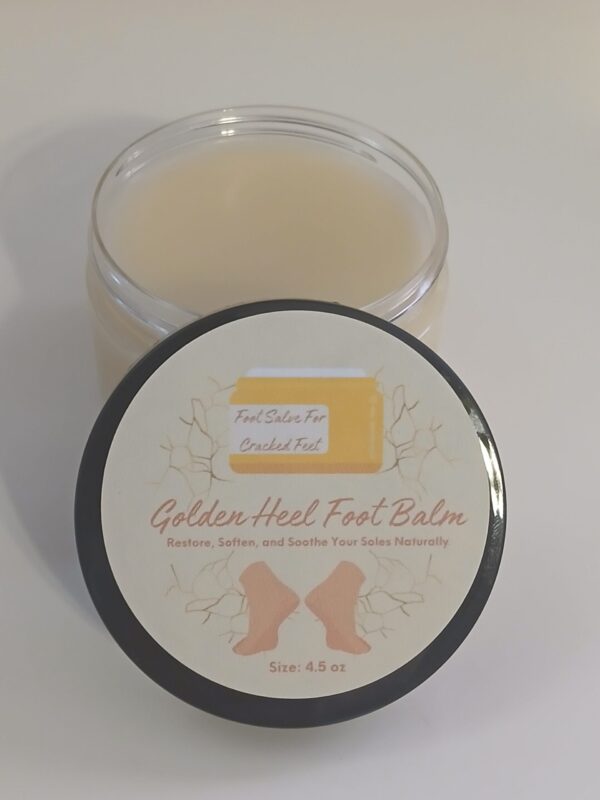 Foot Salve For
Cracked Feet
Golden Heel Foot Balm
Restore, Soften, and Soothe Your Soles Naturally
Size: 4.5 oz